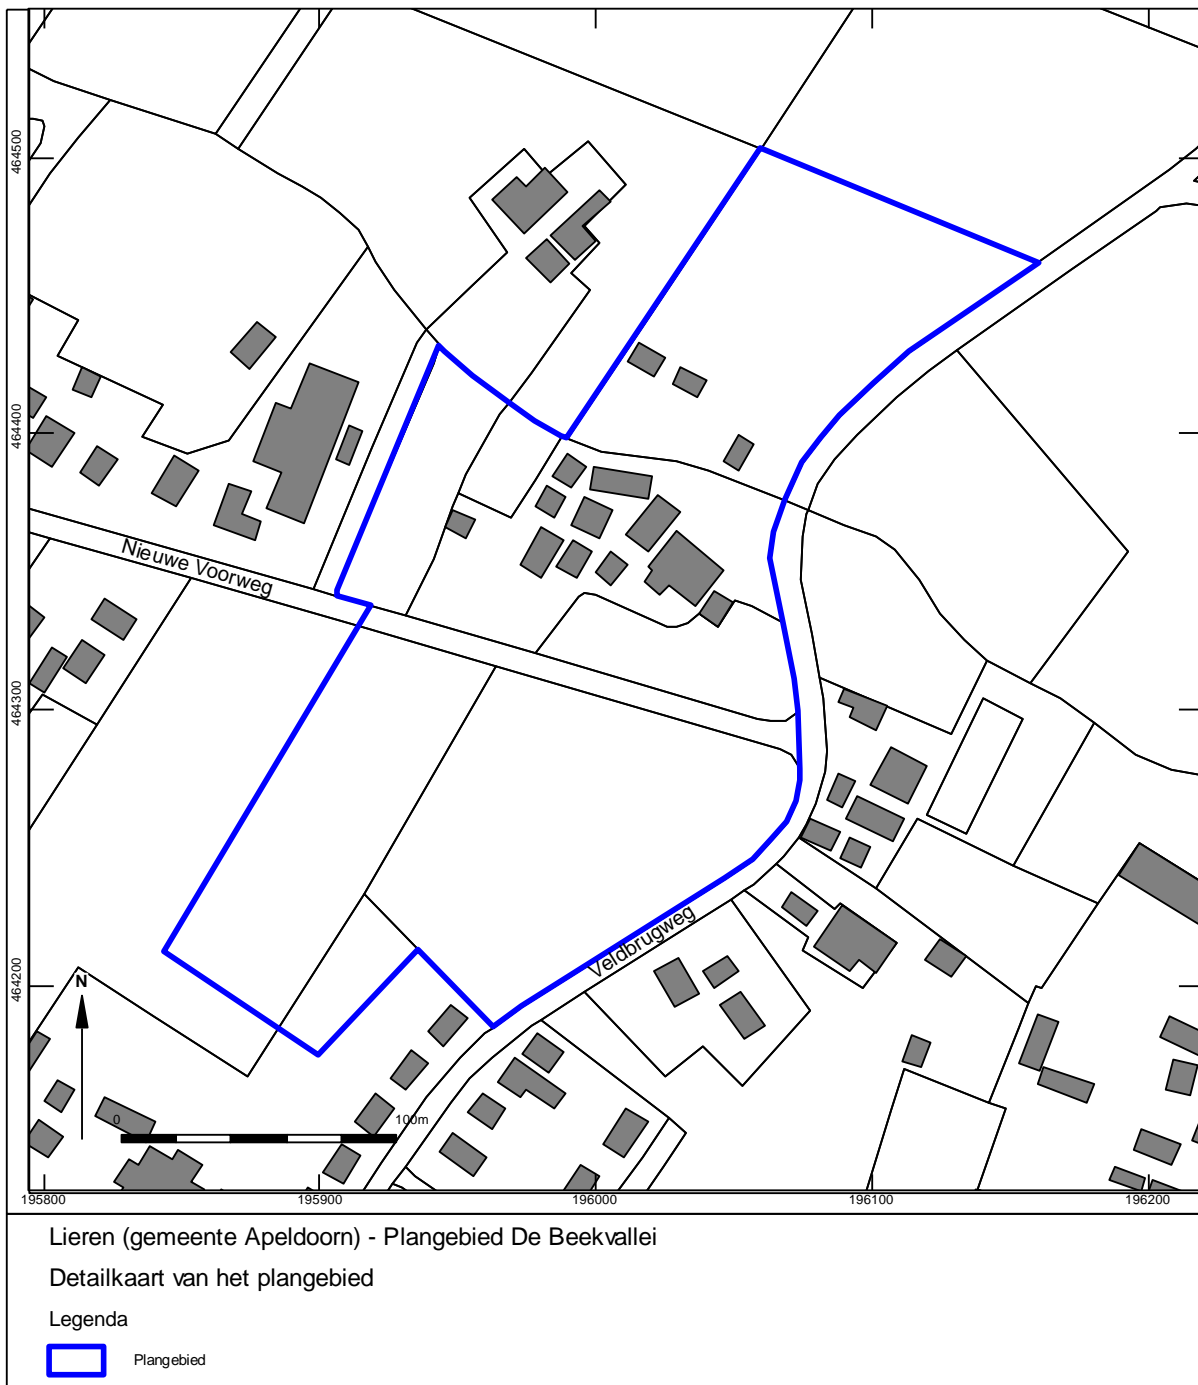 464500
464400
464300
464200
Nieuwe Voorweg
Veldbrugweg
N
0 100m
195800 195900 196000 196100 196200
Lieren (gemeente Apeldoorn) - Plangebied De Beekvallei
Detailkaart van het plangebied
Legenda
Plangebied